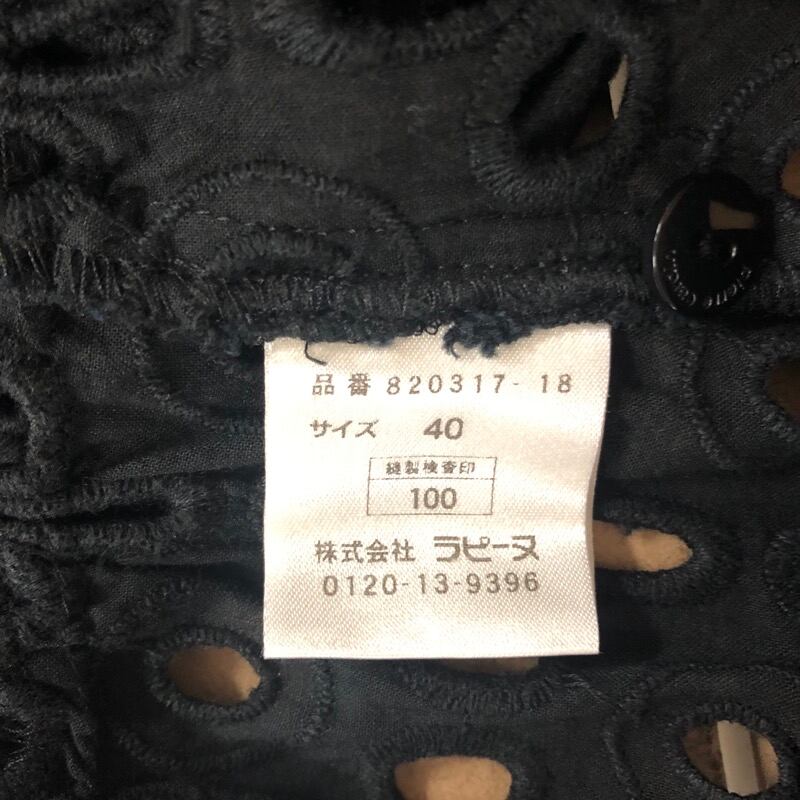 品番 820317-18
サイズ 40
縫製検査印
100
株式会社 ラピーヌ
0120-13-9396